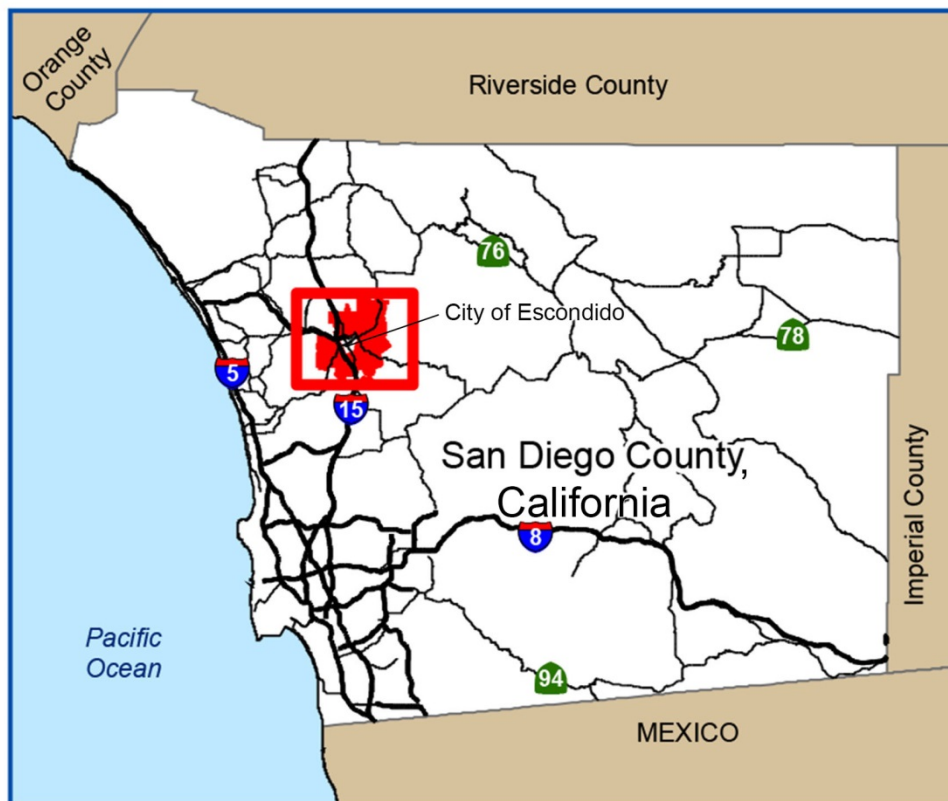 Orange
County
Riverside County
76
City of Escondido
78
5
15
San Diego County,
California
Imperial County
8
Pacific
Ocean
94
MEXICO